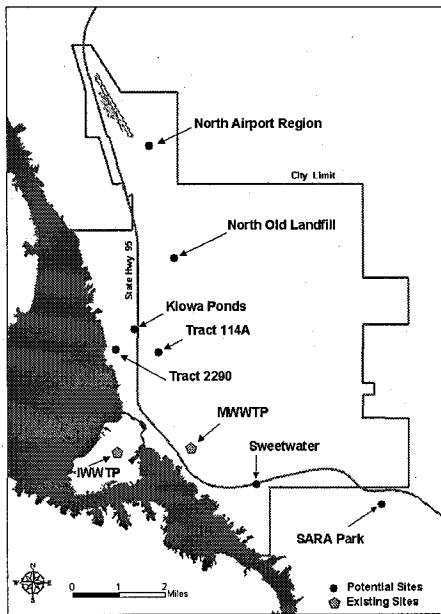 North Airport Region
City Limit
North Old Landfill
State Hwy 95
Kiowa Ponds
Tract 114A
Tract 2290
MWWTP
Sweetwater
IWWTP
SARA Park
N
W E
S
0 1 2
Miles
Potential Sites
Existing Sites